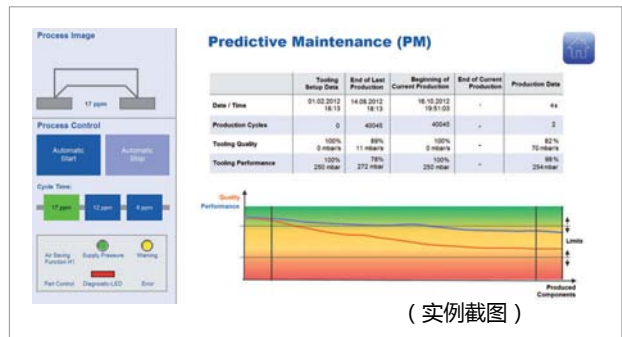 Process Image
17 ppm
Process Control
Automatic Start
Automatic Stop
Cycle Time:
17 ppm
12 ppm
4 ppm
Air Saving Function H1
Supply Pressure
Warning
Part Control
Diagnostic-LED
Error
Predictive Maintenance (PM)
Tooling Setup Data
End of Last Production
Beginning of Current Production
End of Current Production
Production Data
Date / Time
01.02.2012 16:13
14.08.2012 16:13
16.10.2012 19:51:03
-
4s
Production Cycles
0
40045
40045
-
2
Tooling Quality
100% 0 mbar/s
89% 11 mbar/s
100% 0 mbar/s
-
82% 70 mbar/s
Tooling Performance
100% 250 mbar
78% 272 mbar
100% 250 mbar
-
98% 254 mbar
Quality
Performance
Limits
Produced Components
（实例截图）